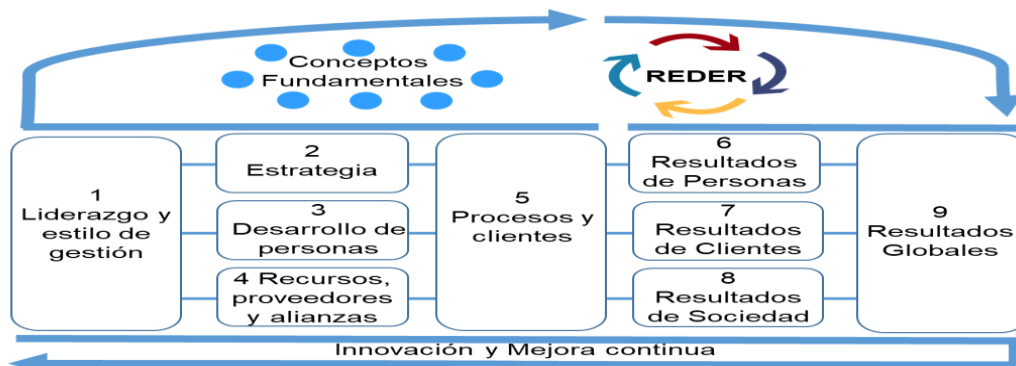 Conceptos
Fundamentales
REDER
1
Liderazgo y
estilo de
gestión
2
Estrategia
3
Desarrollo de
personas
4 Recursos,
proveedores
y alianzas
5
Procesos y
clientes
6
Resultados
de Personas
7
Resultados
de Clientes
8
Resultados
de Sociedad
9
Resultados
Globales
Innovación y Mejora continua